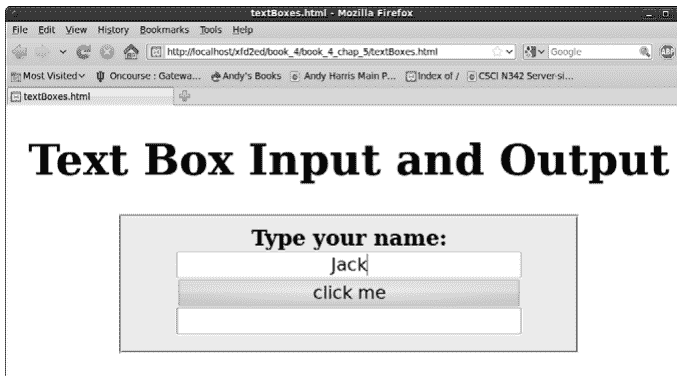 textBoxes.html - Mozilla Firefox
File Edit View History Bookmarks Tools Help
http://localhost/xfd2ed/book_4/book_4_chap_5/textBoxes.html Google ABP
Most Visited Oncourse : Gatewa... Andy's Books Andy Harris Main P... Index of / CSCI N342 Server-si...
textBoxes.html
Text Box Input and Output
Type your name:
Jack
click me